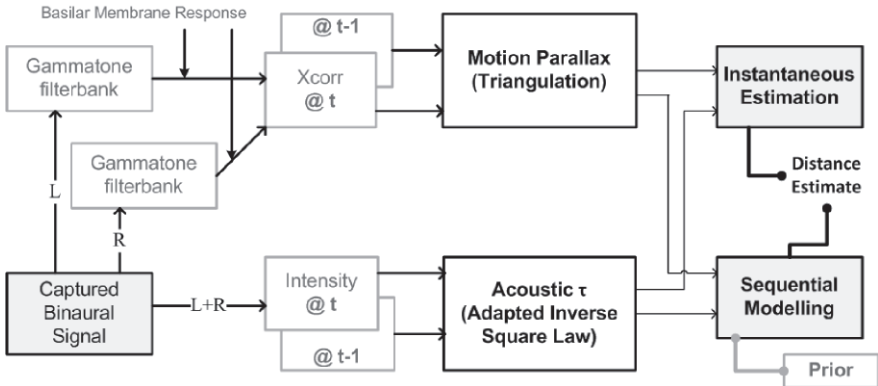 Basilar Membrane Response
Gammatone
filterbank
Gammatone
filterbank
L
R
Captured
Binaural
Signal
L+R
@ t-1
Xcorr
@ t
Intensity
@ t
@ t-1
Motion Parallax
(Triangulation)
Acoustic τ
(Adapted Inverse
Square Law)
Instantaneous
Estimation
Distance
Estimate
Sequential
Modelling
Prior